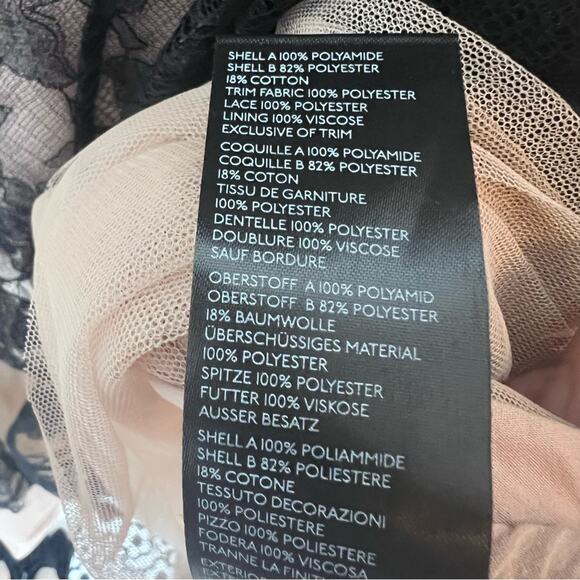 SHELL A 100% POLYAMIDE
SHELL B 82% POLYESTER
18% COTTON
TRIM FABRIC 100% POLYESTER
LACE 100% POLYESTER
LINING 100% VISCOSE
EXCLUSIVE OF TRIM
COQUILLE A 100% POLYAMIDE
COQUILLE B 82% POLYESTER
18% COTON
TISSU DE GARNITURE
100% POLYESTER
DENTELLE 100% POLYESTER
DOUBLURE 100% VISCOSE
SAUF BORDURE
OBERSTOFF A 100% POLYAMID
OBERSTOFF B 82% POLYESTER
18% BAUMWOLLE
ÜBERSCHÜSSIGES MATERIAL
100% POLYESTER
SPITZE 100% POLYESTER
FUTTER 100% VISKOSE
AUSSER BESATZ
SHELL A 100% POLIAMMIDE
SHELL B 82% POLIESTERE
18% COTONE
TESSUTO DECORAZIONI
100% POLIESTERE
PIZZO 100% POLIESTERE
FODERA 100% VISCOSA
TRANNE LA